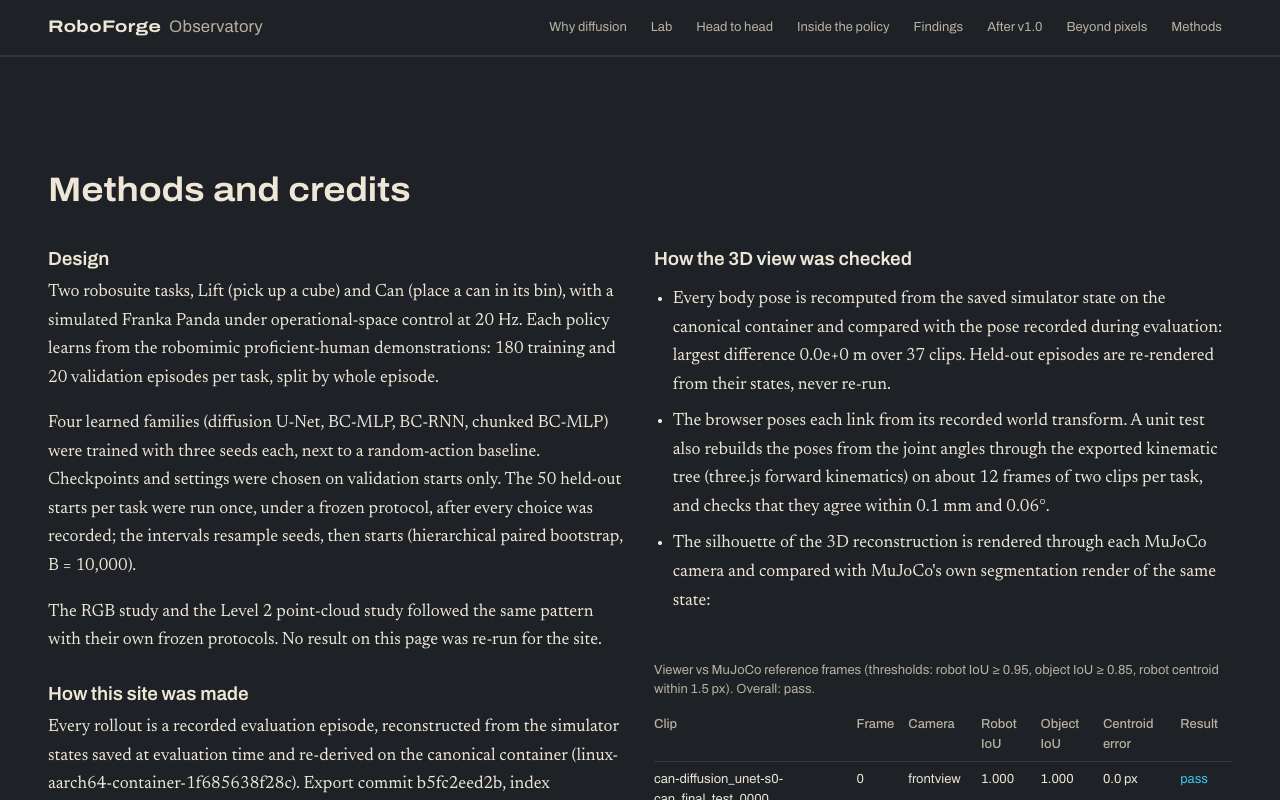 RoboForge Observatory
Why diffusion Lab Head to head Inside the policy Findings After v1.0 Beyond pixels Methods
Methods and credits
Design
Two robosuite tasks, Lift (pick up a cube) and Can (place a can in its bin), with a
simulated Franka Panda under operational-space control at 20 Hz. Each policy
learns from the robomimic proficient-human demonstrations: 180 training and
20 validation episodes per task, split by whole episode.
Four learned families (diffusion U-Net, BC-MLP, BC-RNN, chunked BC-MLP)
were trained with three seeds each, next to a random-action baseline.
Checkpoints and settings were chosen on validation starts only. The 50 held-out
starts per task were run once, under a frozen protocol, after every choice was
recorded; the intervals resample seeds, then starts (hierarchical paired bootstrap,
B = 10,000).
The RGB study and the Level 2 point-cloud study followed the same pattern
with their own frozen protocols. No result on this page was re-run for the site.
How this site was made
Every rollout is a recorded evaluation episode, reconstructed from the simulator
states saved at evaluation time and re-derived on the canonical container (linux-
aarch64-container-1f685638f28c). Export commit b5fc2eed2b, index
How the 3D view was checked
• Every body pose is recomputed from the saved simulator state on the
canonical container and compared with the pose recorded during evaluation:
largest difference 0.0e+0 m over 37 clips. Held-out episodes are re-rendered
from their states, never re-run.
• The browser poses each link from its recorded world transform. A unit test
also rebuilds the poses from the joint angles through the exported kinematic
tree (three.js forward kinematics) on about 12 frames of two clips per task,
and checks that they agree within 0.1 mm and 0.06°.
• The silhouette of the 3D reconstruction is rendered through each MuJoCo
camera and compared with MuJoCo's own segmentation render of the same
state:
Viewer vs MuJoCo reference frames (thresholds: robot IoU ≥ 0.95, object IoU ≥ 0.85, robot centroid
within 1.5 px). Overall: pass.
Clip Frame Camera Robot IoU Object IoU Centroid error Result
can-diffusion_unet-s0- 0 frontview 1.000 1.000 0.0 px pass
can_final_test_0000